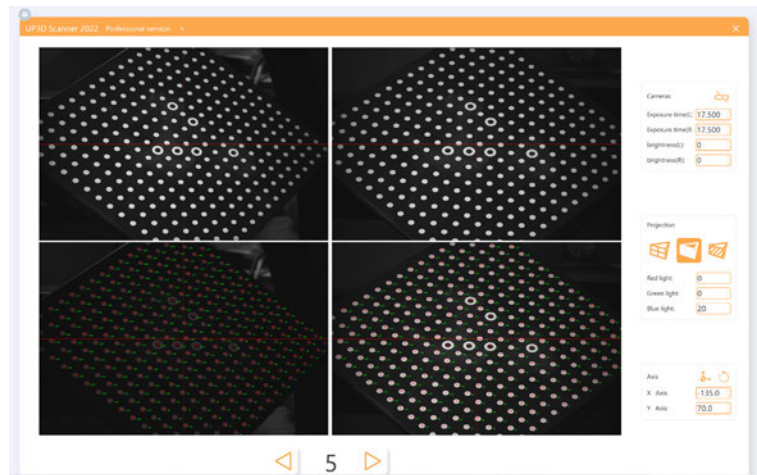 UP3D Scanner 2022 Professional version
Cameras
Exposure time(L): 17.500
Exposure time(R 17.500
brightness(L): 0
brightness(R): 0
Projection
Red light: 0
Green light: 0
Blue light: 20
Axis
X Axis: -135.0
Y Axis: 70.0
5